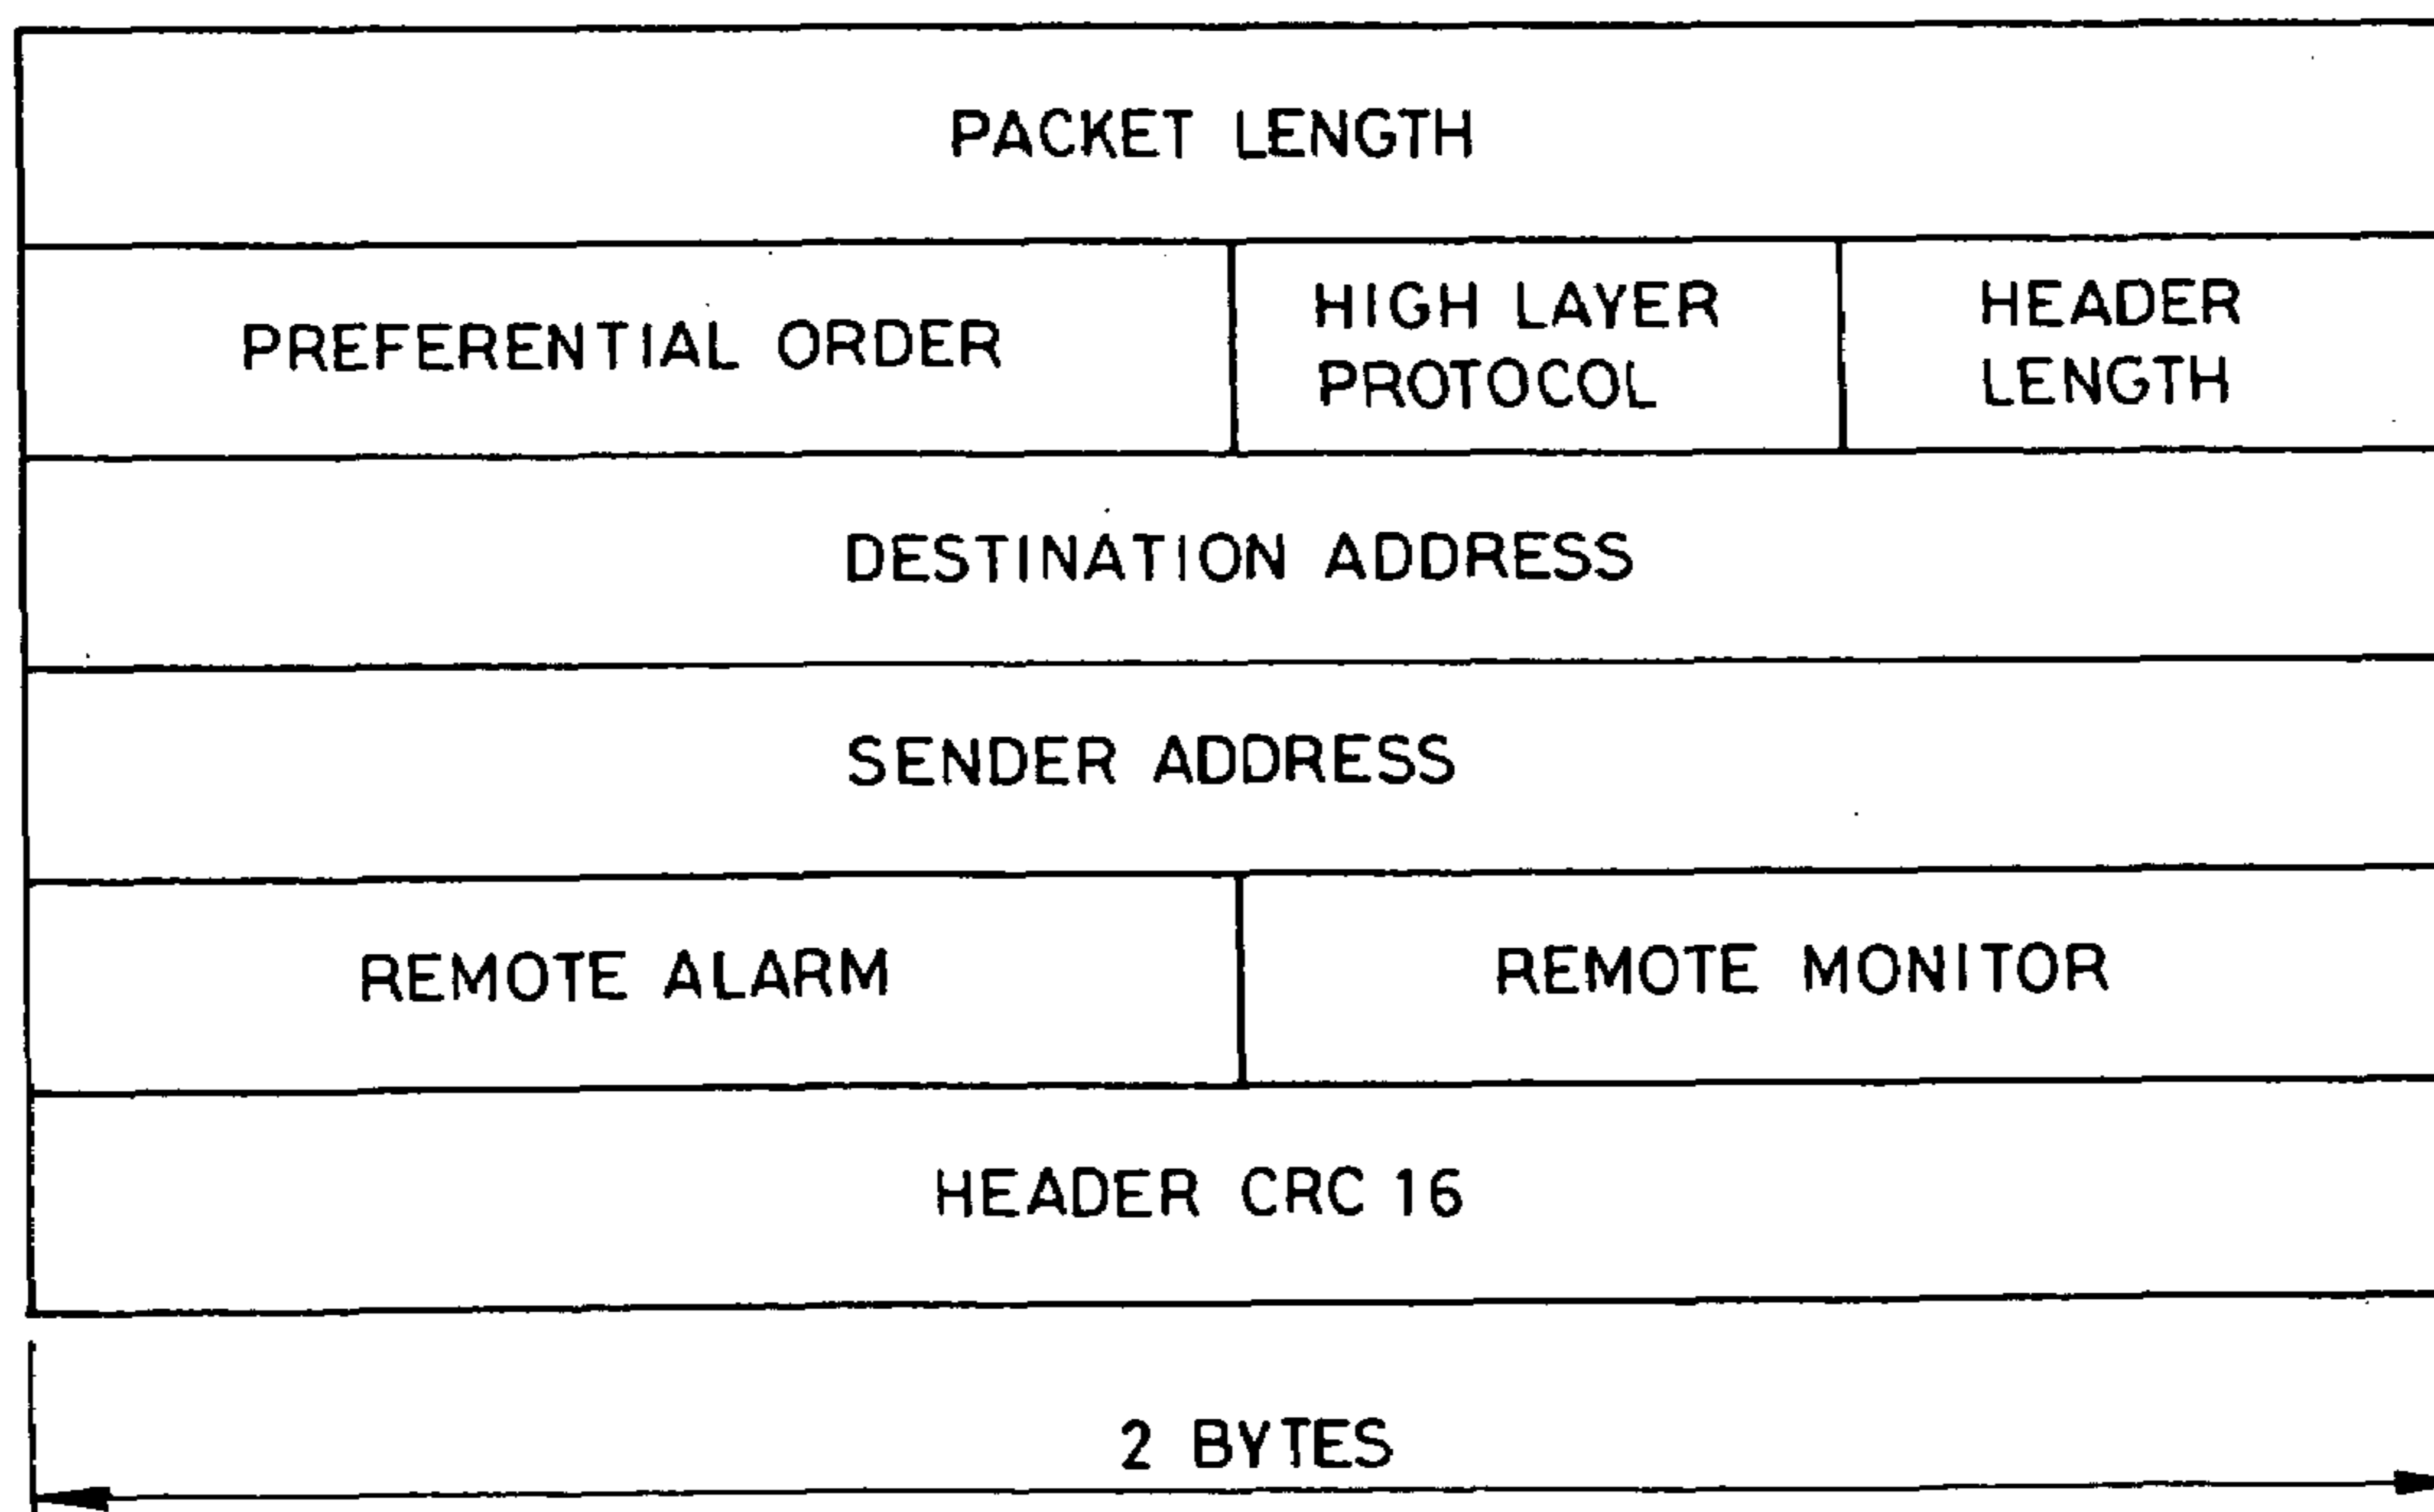 PACKET LENGTH
PREFERENTIAL ORDER
HIGH LAYER
PROTOCOL
HEADER
LENGTH
DESTINATION ADDRESS
SENDER ADDRESS
REMOTE ALARM
REMOTE MONITOR
HEADER CRC 16
2 BYTES